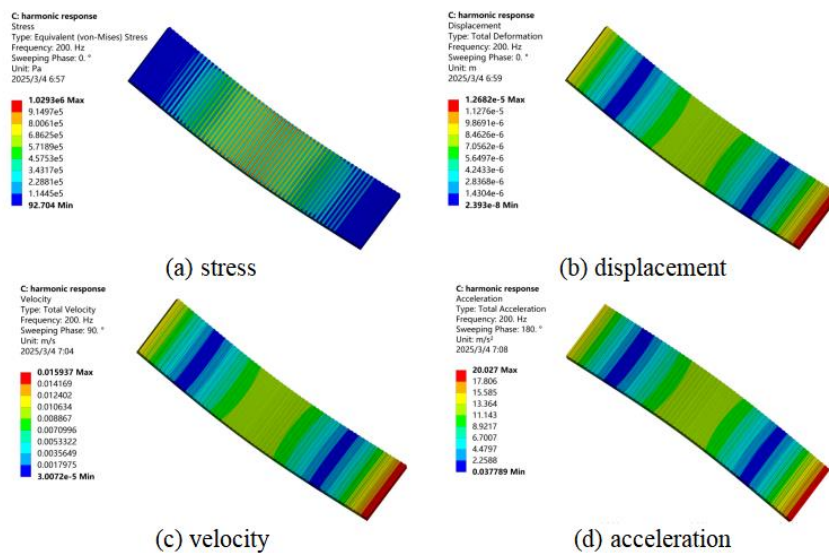 C: harmonic response
Stress
Type: Equivalent (von-Mises) Stress
Frequency: 200. Hz
Sweeping Phase: 0. °
Unit: Pa
2025/3/4 6:57
1.0293e6 Max
9.1497e5
8.0061e5
6.8625e5
5.7189e5
4.5753e5
3.4317e5
2.2881e5
1.1445e5
92.704 Min
(a) stress
C: harmonic response
Displacement
Type: Total Deformation
Frequency: 200. Hz
Sweeping Phase: 0. °
Unit: m
2025/3/4 6:59
1.2682e-5 Max
1.1276e-5
9.8691e-6
8.4626e-6
7.0562e-6
5.6497e-6
4.2433e-6
2.8368e-6
1.4304e-6
2.393e-8 Min
(b) displacement
C: harmonic response
Velocity
Type: Total Velocity
Frequency: 200. Hz
Sweeping Phase: 90. °
Unit: m/s
2025/3/4 7:04
0.015937 Max
0.014169
0.012402
0.010634
0.008867
0.0070996
0.0053322
0.0035649
0.0017975
3.0072e-5 Min
(c) velocity
C: harmonic response
Acceleration
Type: Total Acceleration
Frequency: 200. Hz
Sweeping Phase: 180. °
Unit: m/s²
2025/3/4 7:08
20.027 Max
17.806
15.585
13.364
11.143
8.9217
6.7007
4.4797
2.2588
0.037789 Min
(d) acceleration